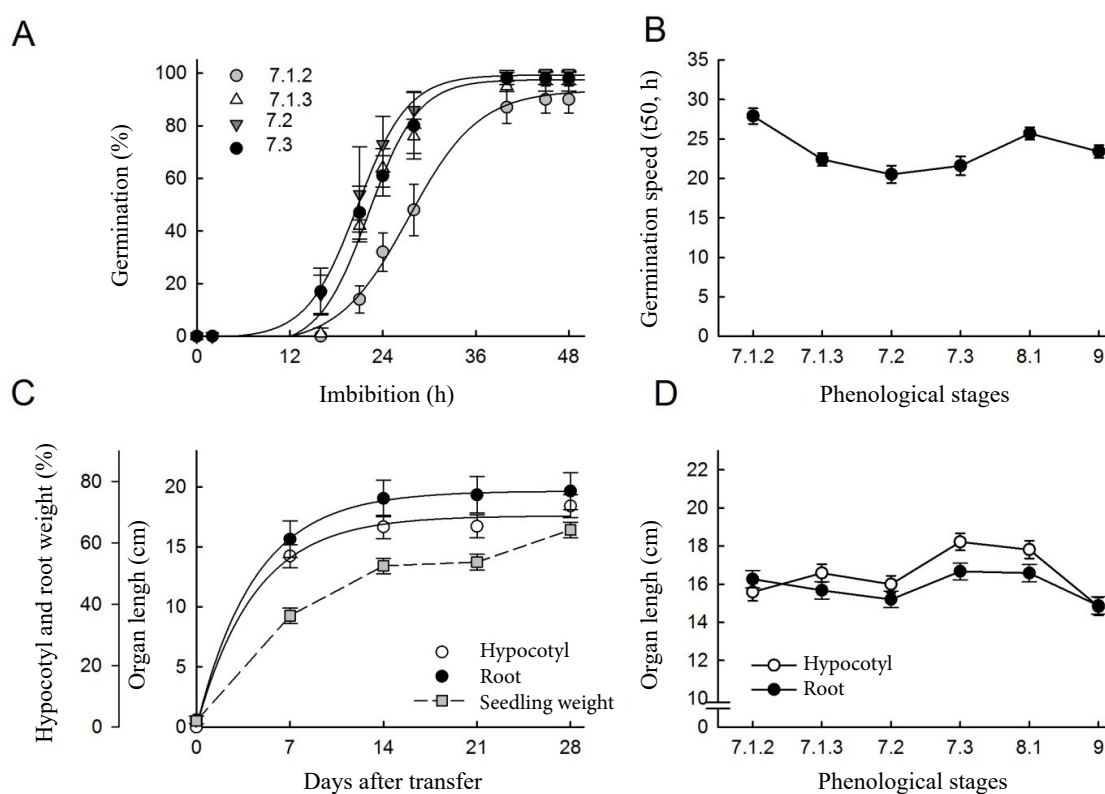 A
Germination (%)
100
80
60
40
20
0
7.1.2
7.1.3
7.2
7.3
0 12 24 36 48
Imbibition (h)
B
Germination speed (t50, h)
35
30
25
20
15
10
5
0
7.1.2 7.1.3 7.2 7.3 8.1 9
Phenological stages
C
Hypocotyl and root weight (%)
80
60
40
20
0
Organ lengh (cm)
20
15
10
5
0
Hypocotyl
Root
Seedling weight
0 7 14 21 28
Days after transfer
D
Organ lengh (cm)
22
20
18
16
14
12
10
0
Hypocotyl
Root
7.1.2 7.1.3 7.2 7.3 8.1 9
Phenological stages